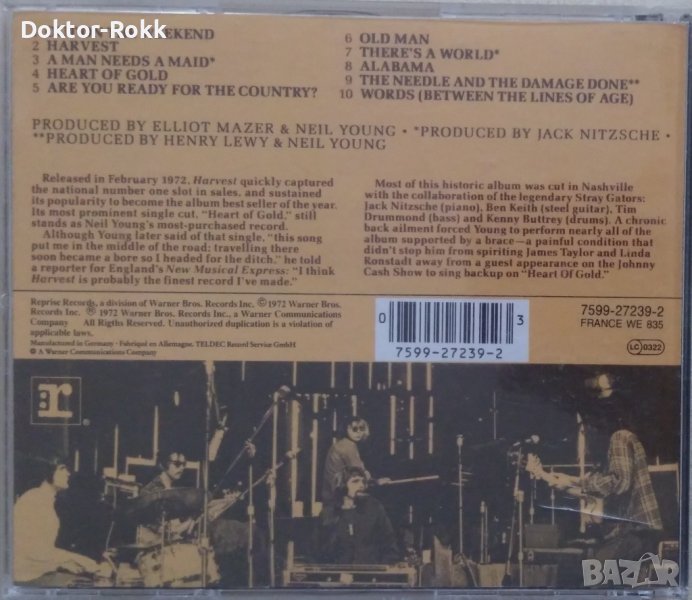 Doktor-Rokk
EKEND
2 HARVEST
3 A MAN NEEDS A MAID*
4 HEART OF GOLD
5 ARE YOU READY FOR THE COUNTRY?
6 OLD MAN
7 THERE'S A WORLD*
8 ALABAMA
9 THE NEEDLE AND THE DAMAGE DONE**
10 WORDS (BETWEEN THE LINES OF AGE)
PRODUCED BY ELLIOT MAZER & NEIL YOUNG • *PRODUCED BY JACK NITZSCHE •
**PRODUCED BY HENRY LEWY & NEIL YOUNG
Released in February 1972, Harvest quickly captured
the national number one slot in sales, and sustained
its popularity to become the album best seller of the year.
Its most prominent single cut, "Heart of Gold," still
stands as Neil Young's most-purchased record.
Although Young later said of that single, "this song
put me in the middle of the road; travelling there
soon became a bore so I headed for the ditch," he told
a reporter for England's New Musical Express: "I think
Harvest is probably the finest record I've made."
Most of this historic album was cut in Nashville
with the collaboration of the legendary Stray Gators:
Jack Nitzsche (piano), Ben Keith (steel guitar), Tim
Drummond (bass) and Kenny Buttrey (drums). A chronic
back ailment forced Young to perform nearly all of the
album supported by a brace—a painful condition that
didn't stop him from spiriting James Taylor and Linda
Konstadt away from a guest appearance on the Johnny
Cash Show to sing backup on "Heart Of Gold."
Reprise Records, a division of Warner Bros. Records Inc. ©1972 Warner Bros.
Records Inc. ℗ 1972 Warner Bros. Records Inc., a Warner Communications
Company All Rigths Reserved. Unauthorized duplication is a violation of
applicable laws.
Manufactured in Germany · Fabriqué en Allemagne. TELDEC Record Service GmbH
A Warner Communications Company
0 3
7599-27239-2
7599-27239-2
FRANCE WE 835
LC 0322
r
BAZAR
bg